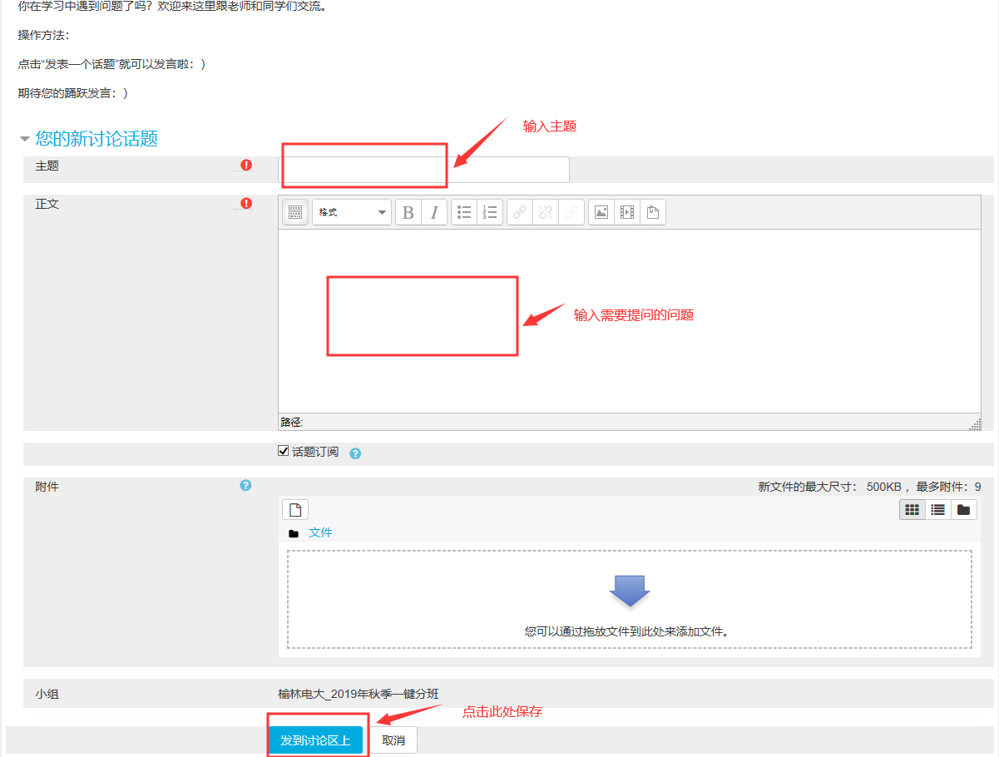 你在学习中遇到问题了吗？欢迎来这里跟老师和同学们交流。
操作方法：
点击“发表一个话题”就可以发言啦：）
期待您的踊跃发言：）
输入主题
您的新讨论话题
主题
正文
格式
B I
输入需要提问的问题
路径:
话题订阅
附件
新文件的最大尺寸： 500KB ，最多附件：9
文件
您可以通过拖放文件到此处来添加文件。
小组 榆林电大_2019年秋季一键分班
点击此处保存
发到讨论区上 取消